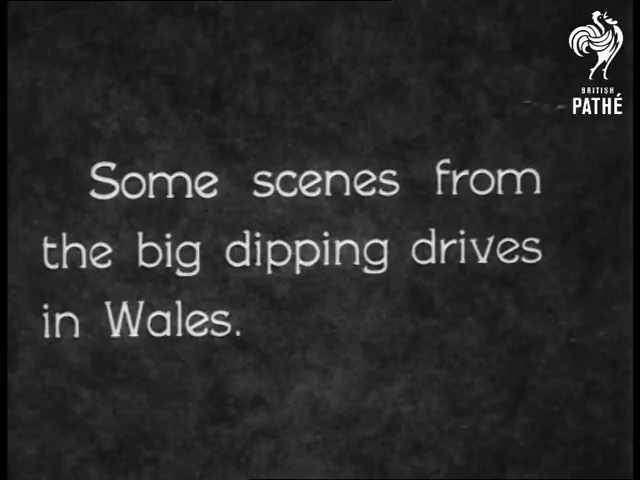 BRITISH
PATHÉ
Some scenes from
the big dipping drives
in Wales.